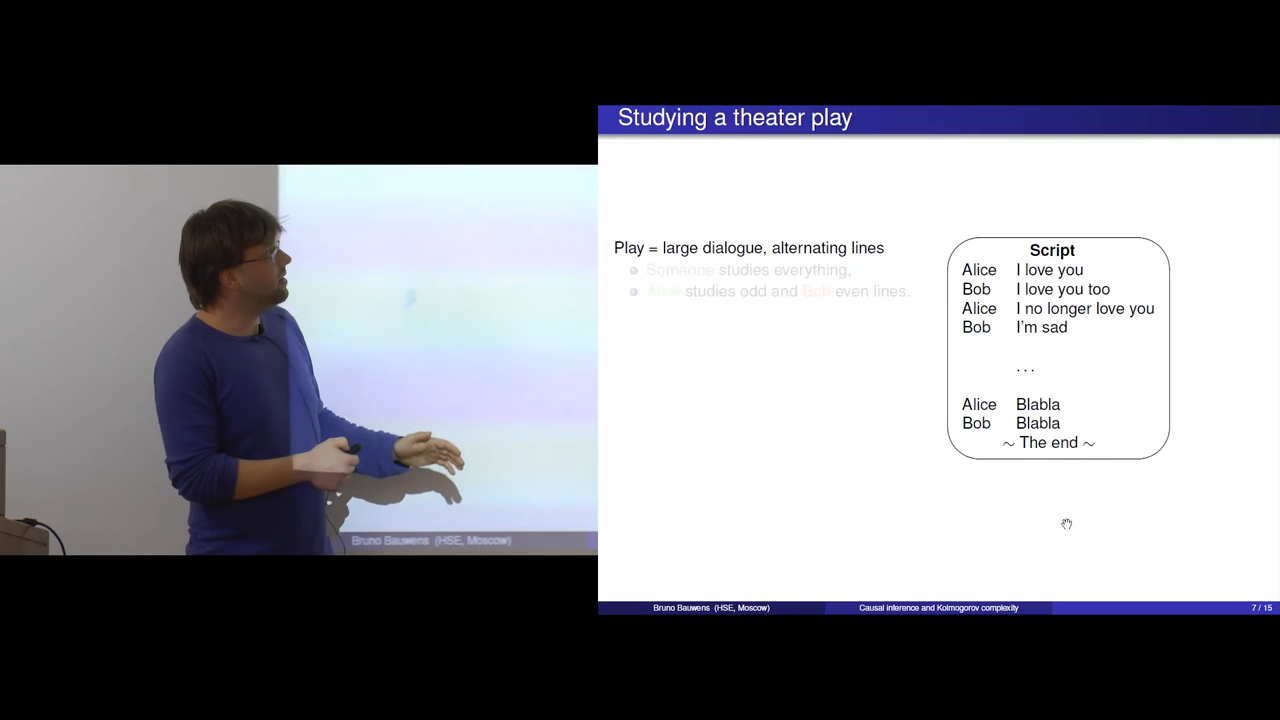 Studying a theater play
Play = large dialogue, alternating lines
Someone studies everything,
Alice studies odd and Bob even lines.
Script
Alice I love you
Bob I love you too
Alice I no longer love you
Bob I'm sad
. . .
Alice Blabla
Bob Blabla
~ The end ~
Bruno Bauwens (HSE, Moscow)
Bruno Bauwens (HSE, Moscow) Causal inference and Kolmogorov complexity 7 / 15